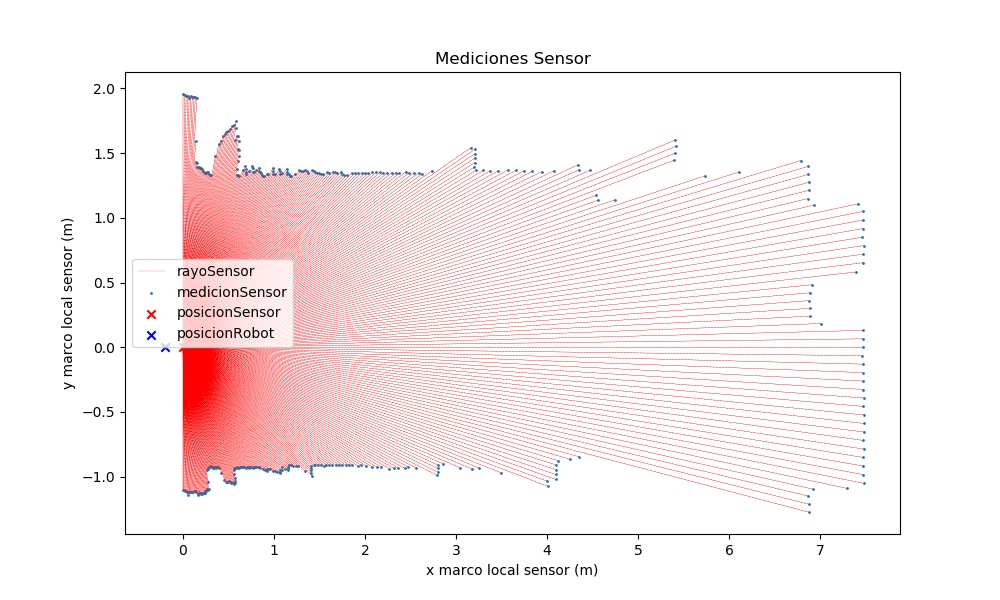 Mediciones Sensor
y marco local sensor (m)
2.0
1.5
1.0
0.5
0.0
−0.5
−1.0
rayoSensor
medicionSensor
posicionSensor
posicionRobot
0 1 2 3 4 5 6 7
x marco local sensor (m)